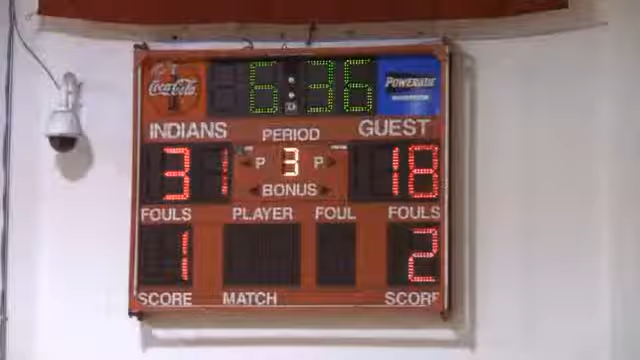 Coca-Cola 6:36 POWERADE
INDIANS PERIOD GUEST
31 P 3 P 18
BONUS
FOULS PLAYER FOUL FOULS
1 2
SCORE MATCH SCORE